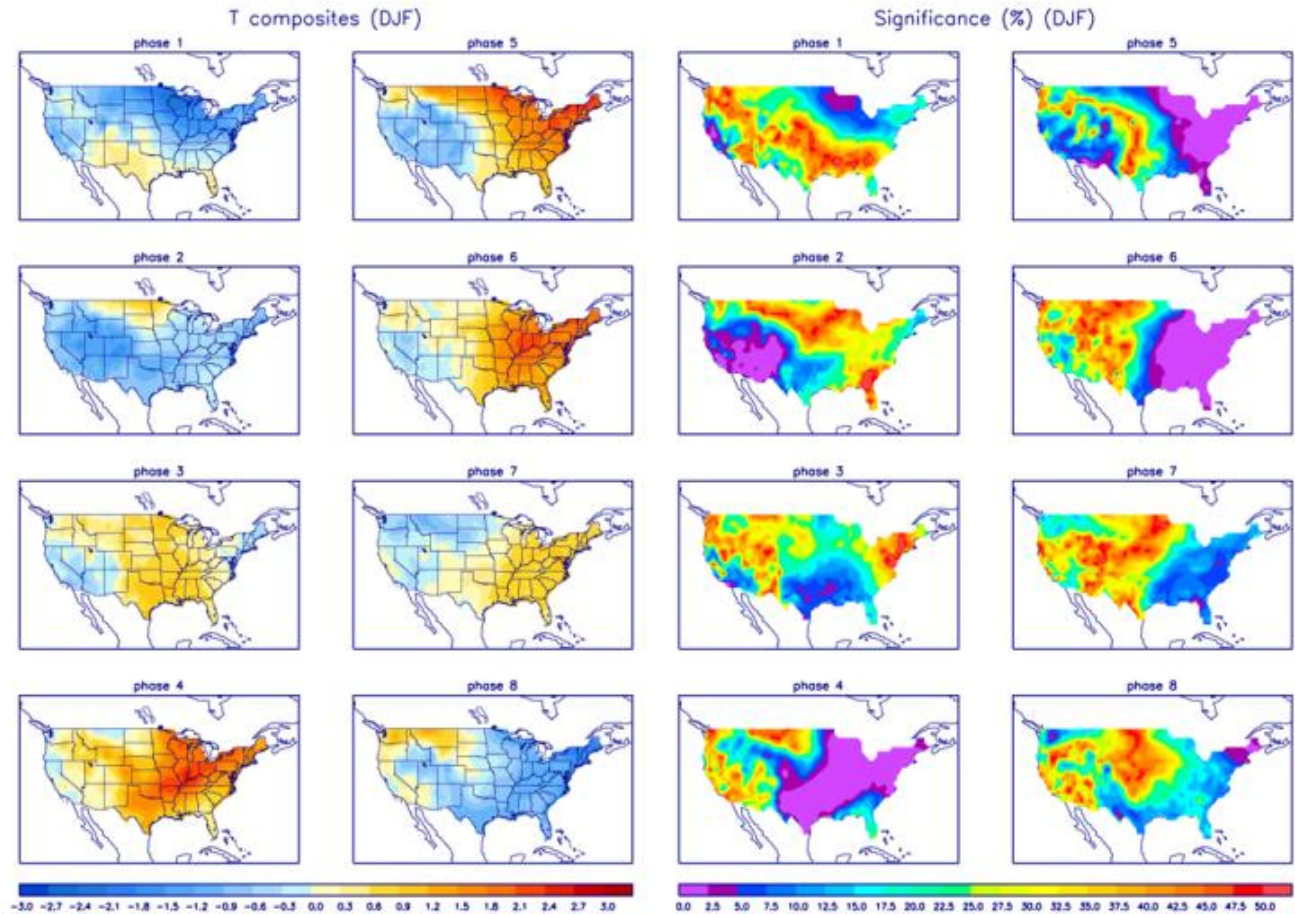 T composites (DJF) Significance (%) (DJF)
phase 1 phase 5 phase 1 phase 5
phase 2 phase 6 phase 2 phase 6
phase 3 phase 7 phase 3 phase 7
phase 4 phase 8 phase 4 phase 8
-3.0 -2.7 -2.4 -2.1 -1.8 -1.5 -1.2 -0.9 -0.6 -0.3 0.0 0.3 0.6 0.9 1.2 1.5 1.8 2.1 2.4 2.7 3.0 0.0 2.5 5.0 7.5 10.0 12.5 15.0 17.5 20.0 22.5 25.0 27.5 30.0 32.5 35.0 37.5 40.0 42.5 45.0 47.5 50.0